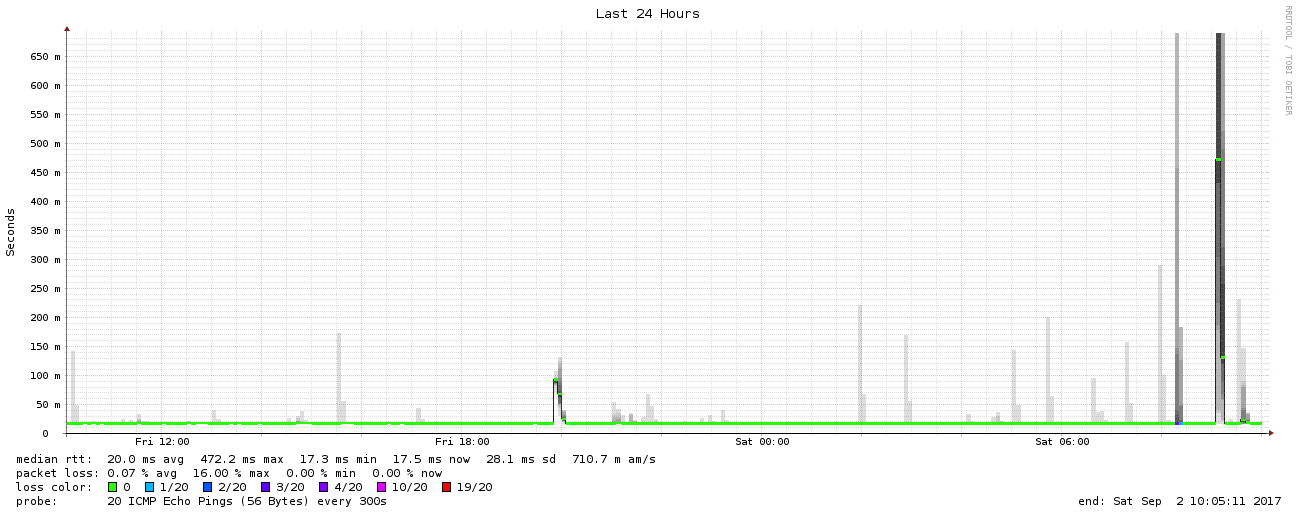 Last 24 Hours
RRDTOOL / TOBI OETIKER
Seconds
650 m
600 m
550 m
500 m
450 m
400 m
350 m
300 m
250 m
200 m
150 m
100 m
50 m
0
Fri 12:00 Fri 18:00 Sat 00:00 Sat 06:00
median rtt: 20.0 ms avg 472.2 ms max 17.3 ms min 17.5 ms now 28.1 ms sd 710.7 m am/s
packet loss: 0.07 % avg 16.00 % max 0.00 % min 0.00 % now
loss color: 0 1/20 2/20 3/20 4/20 10/20 19/20
probe: 20 ICMP Echo Pings (56 Bytes) every 300s end: Sat Sep 2 10:05:11 2017